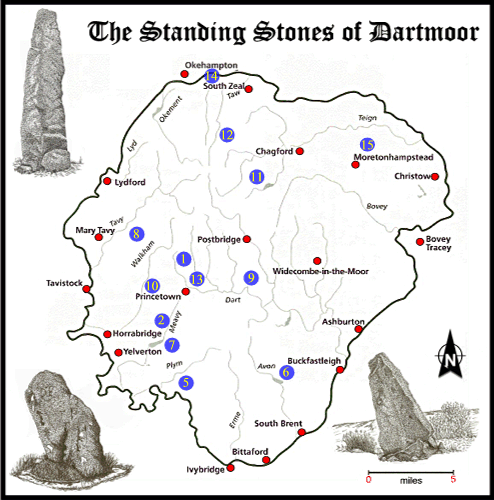 The Standing Stones of Dartmoor
Okehampton
14
South Zeal
Taw
Okement
Teign
12
Lyd
15
Chagford
Moretonhampstead
11
Christow
Lydford
Bovey
Tavy
Mary Tavy
8
Postbridge
Bovey
Tracey
Walkham
1
Widecombe-in-the-Moor
13
9
Tavistock
10
Princetown
Dart
2
Meavy
Ashburton
Horrabridge
7
Yelverton
N
Plym
Avon
Buckfastleigh
6
5
Erme
South Brent
Bittaford
Ivybridge
0
5
miles